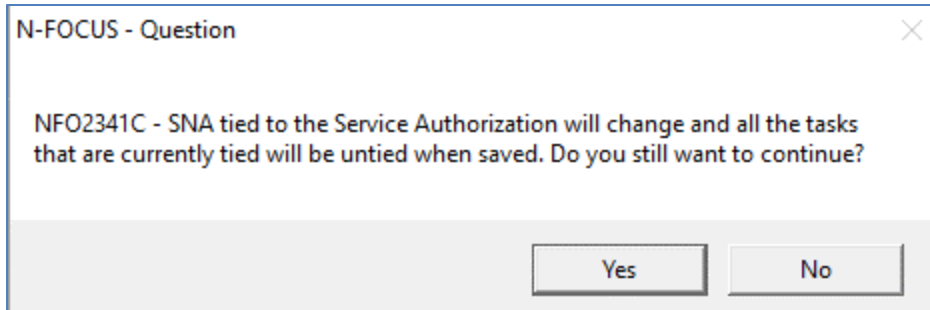 N-FOCUS - Question
NFO2341C - SNA tied to the Service Authorization will change and all the tasks
that are currently tied will be untied when saved. Do you still want to continue?
Yes
No